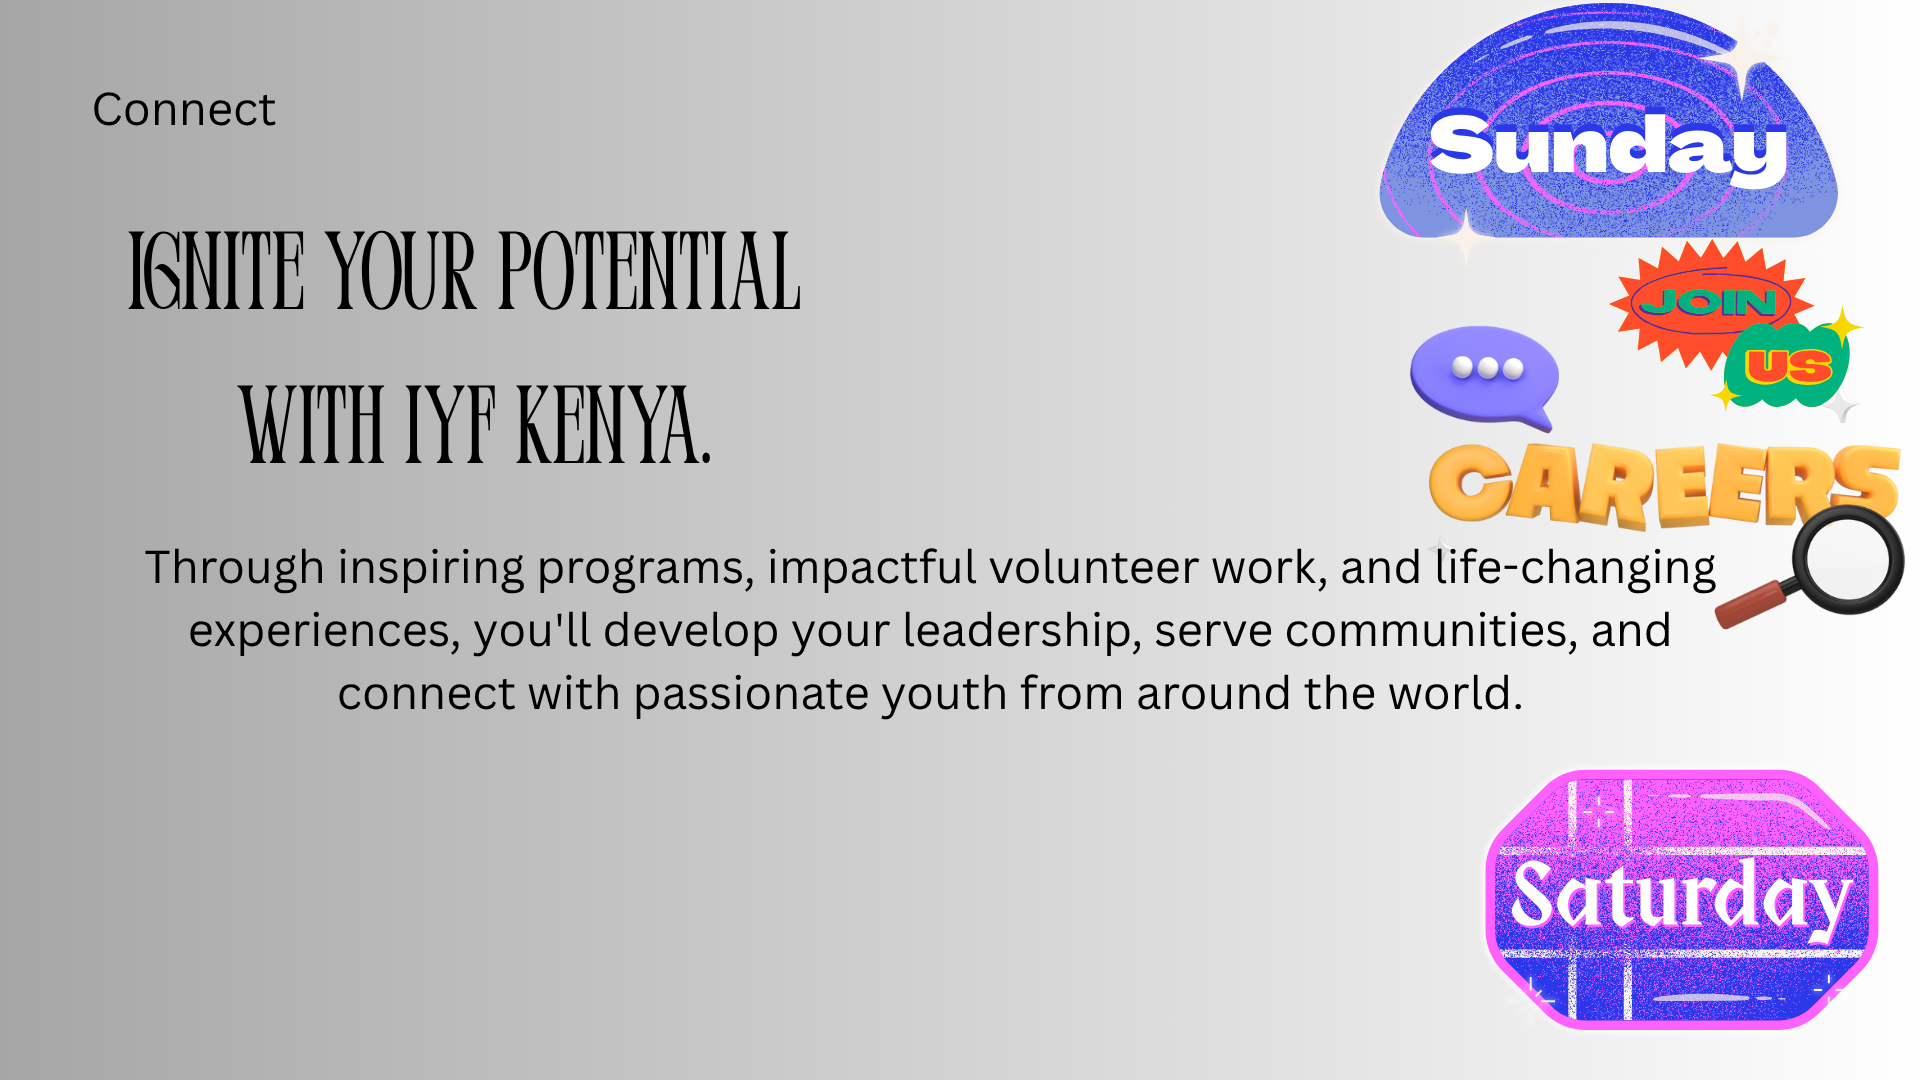 Connect
IGNITE YOUR POTENTIAL
WITH IYF KENYA.
Through inspiring programs, impactful volunteer work, and life-changing
experiences, you'll develop your leadership, serve communities, and
connect with passionate youth from around the world.
Sunday
JOIN
US
CAREERS
Saturday